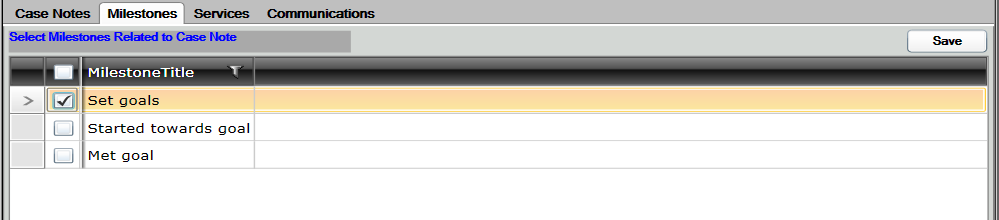 Case Notes Milestones Services Communications
Select Milestones Related to Case Note Save
MilestoneTitle
Set goals
Started towards goal
Met goal